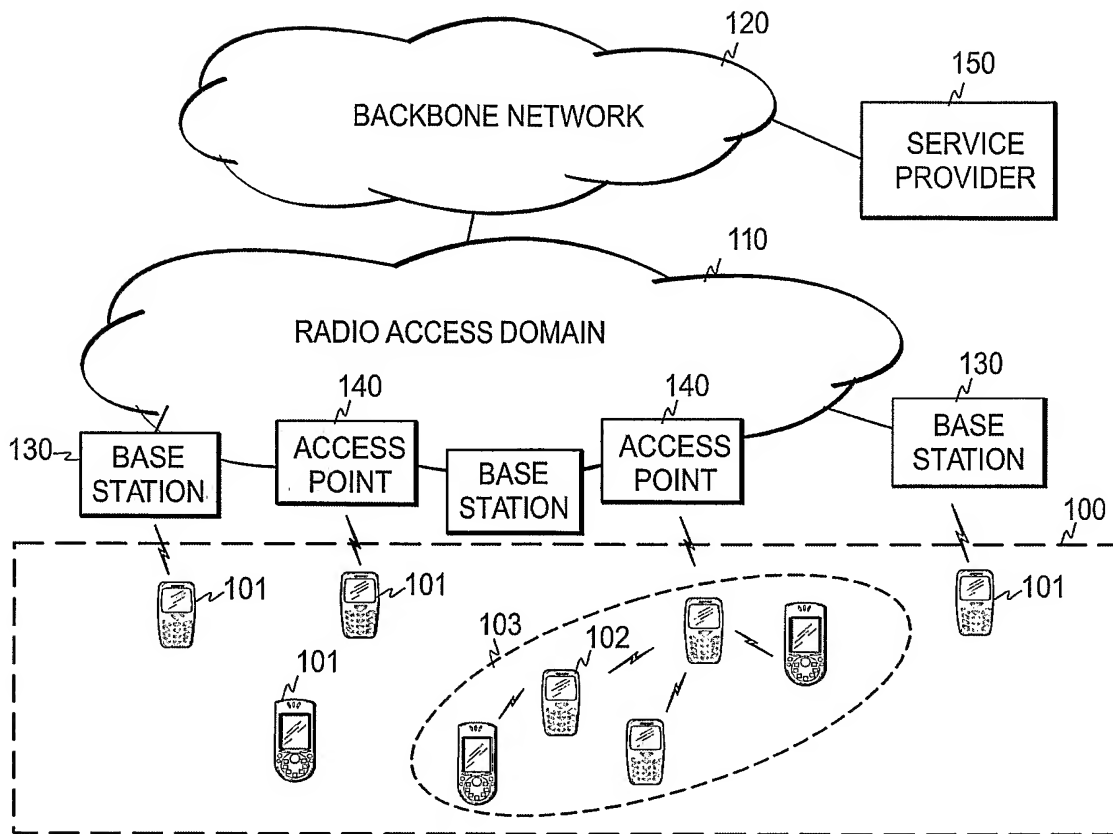 120
150
BACKBONE NETWORK
SERVICE
PROVIDER
110
RADIO ACCESS DOMAIN
140
140
130
130
BASE
STATION
ACCESS
POINT
BASE
STATION
ACCESS
POINT
BASE
STATION
100
101
101
101
103
102
101